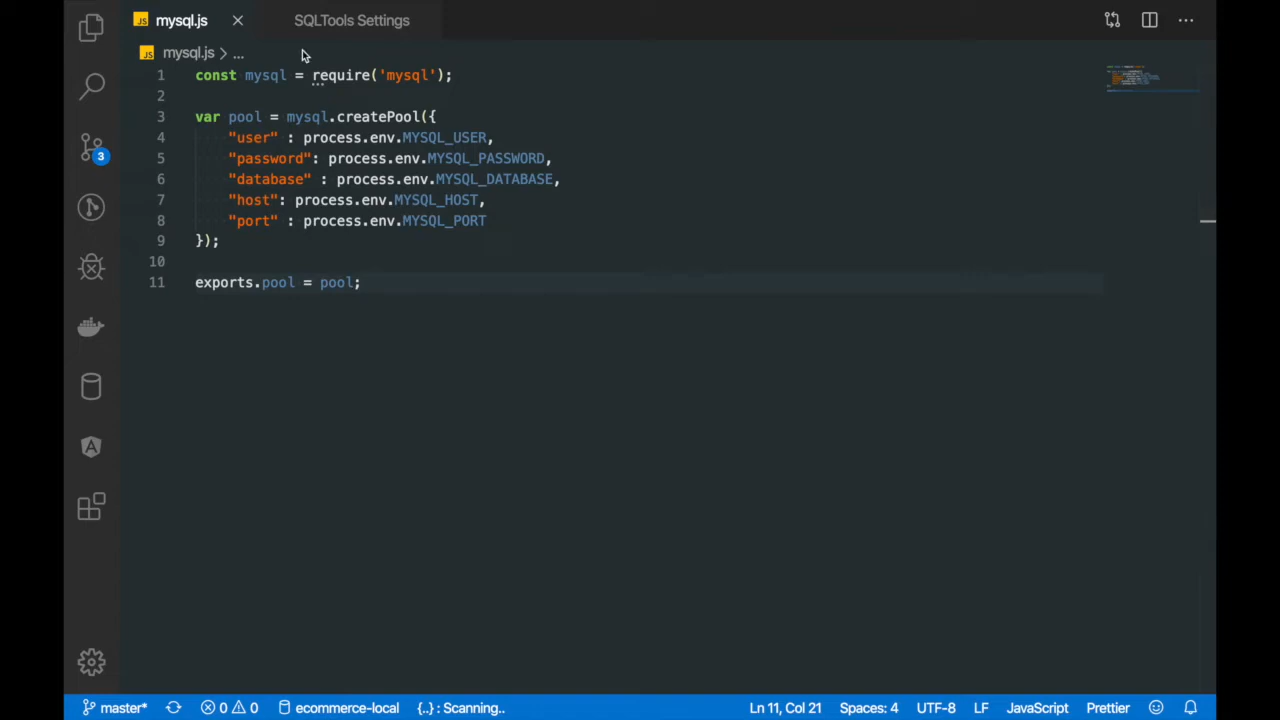 JS mysql.js
SQLTools Settings
JS mysql.js > ...
1 const mysql = require('mysql');
2
3 var pool = mysql.createPool({
4 "user" : process.env.MYSQL_USER,
5 "password": process.env.MYSQL_PASSWORD,
6 "database" : process.env.MYSQL_DATABASE,
7 "host": process.env.MYSQL_HOST,
8 "port" : process.env.MYSQL_PORT
9 });
10
11 exports.pool = pool;
3
master* 0 0 ecommerce-local {..} : Scanning.. Ln 11, Col 21 Spaces: 4 UTF-8 LF JavaScript Prettier